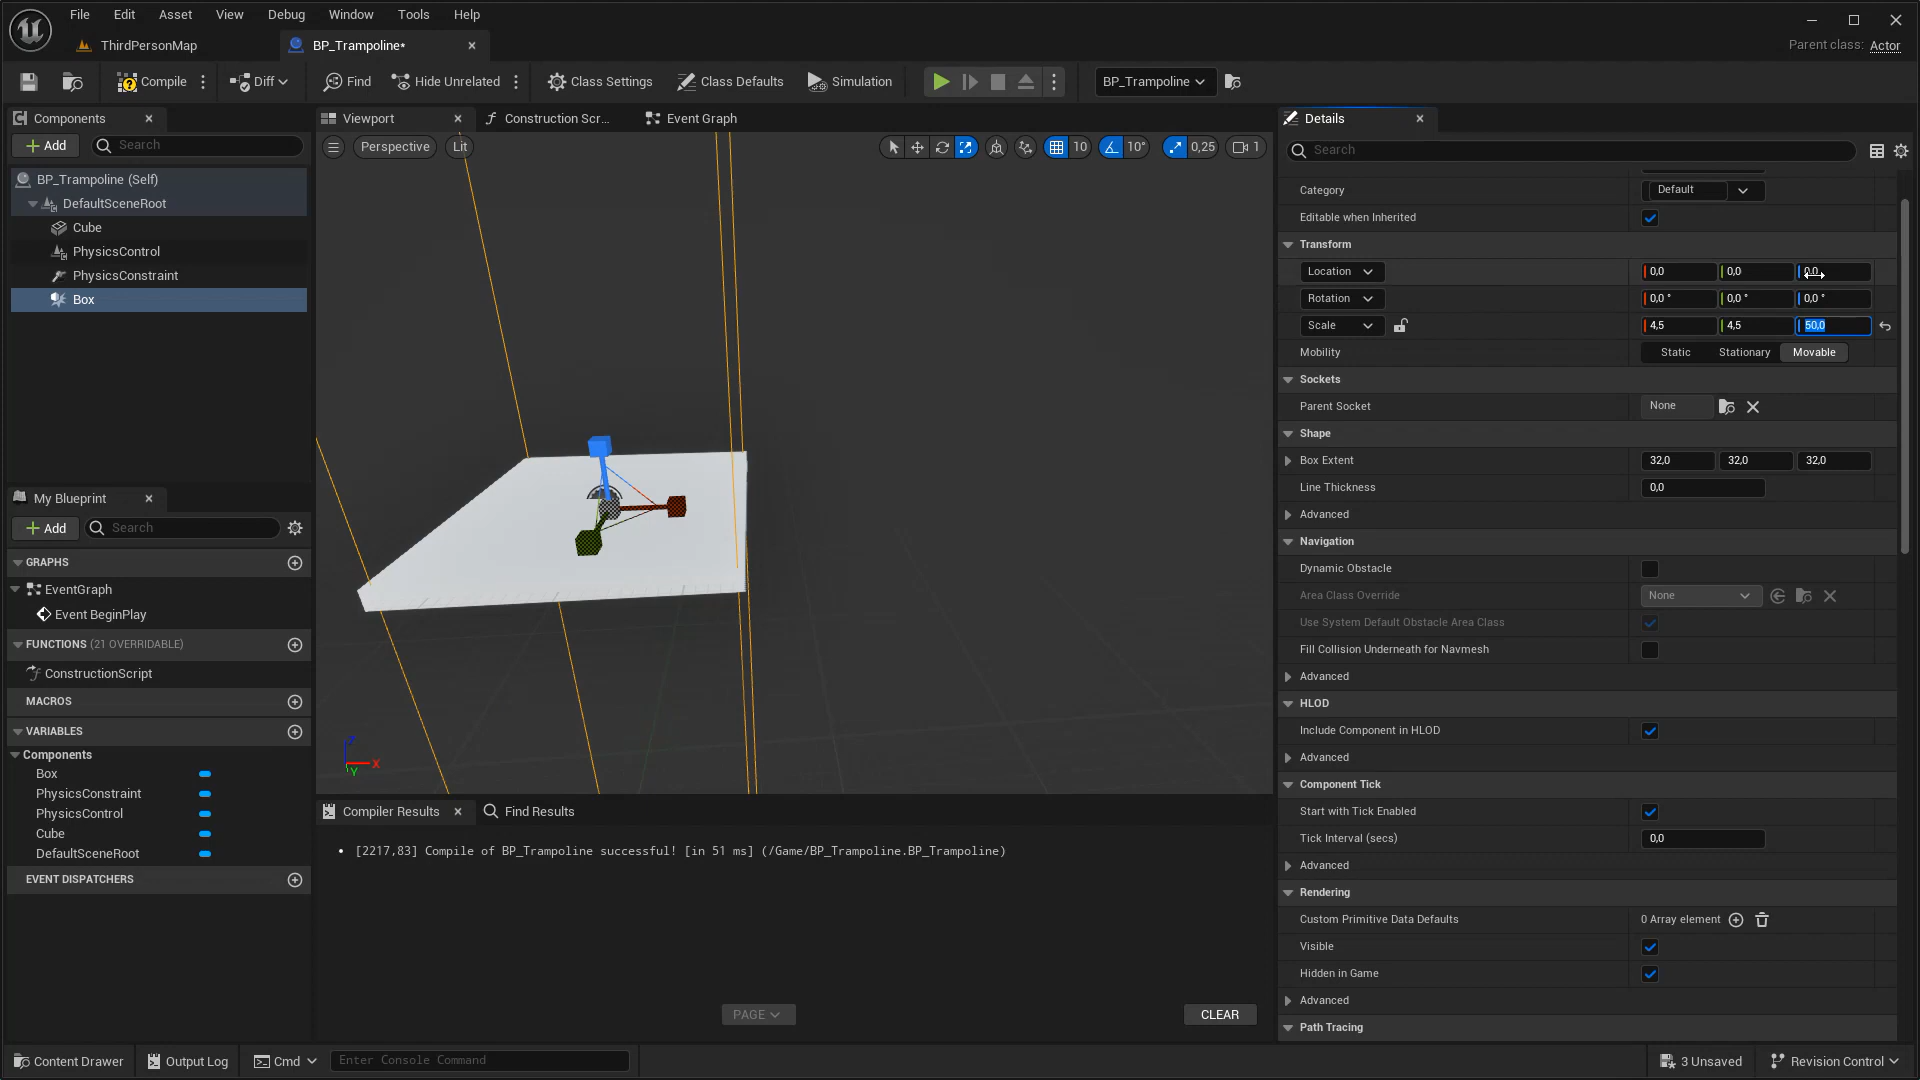 File Edit Asset View Debug Window Tools Help
ThirdPersonMap
BP_Trampoline*
Parent class: Actor
Compile
Diff
Find
Hide Unrelated
Class Settings
Class Defaults
Simulation
BP_Trampoline
Components
Add
Search
BP_Trampoline (Self)
DefaultSceneRoot
Cube
PhysicsControl
PhysicsConstraint
Box
My Blueprint
Add
Search
GRAPHS
EventGraph
Event BeginPlay
FUNCTIONS (21 OVERRIDABLE)
ConstructionScript
MACROS
VARIABLES
Components
Box
PhysicsConstraint
PhysicsControl
Cube
DefaultSceneRoot
EVENT DISPATCHERS
Viewport
Construction Scr...
Event Graph
Perspective
Lit
10
10°
0,25
1
Z
X
Y
Compiler Results
Find Results
[2217,83] Compile of BP_Trampoline successful! [in 51 ms] (/Game/BP_Trampoline.BP_Trampoline)
PAGE
CLEAR
Details
Search
Category Default
Editable when Inherited
Transform
Location 0,0 0,0 0,0
Rotation 0,0 ° 0,0 ° 0,0 °
Scale 4,5 4,5 50,0
Mobility Static Stationary Movable
Sockets
Parent Socket None
Shape
Box Extent 32,0 32,0 32,0
Line Thickness 0,0
Advanced
Navigation
Dynamic Obstacle
Area Class Override None
Use System Default Obstacle Area Class
Fill Collision Underneath for Navmesh
Advanced
HLOD
Include Component in HLOD
Advanced
Component Tick
Start with Tick Enabled
Tick Interval (secs) 0,0
Advanced
Rendering
Custom Primitive Data Defaults 0 Array element
Visible
Hidden in Game
Advanced
Path Tracing
Content Drawer
Output Log
Cmd
Enter Console Command
3 Unsaved
Revision Control